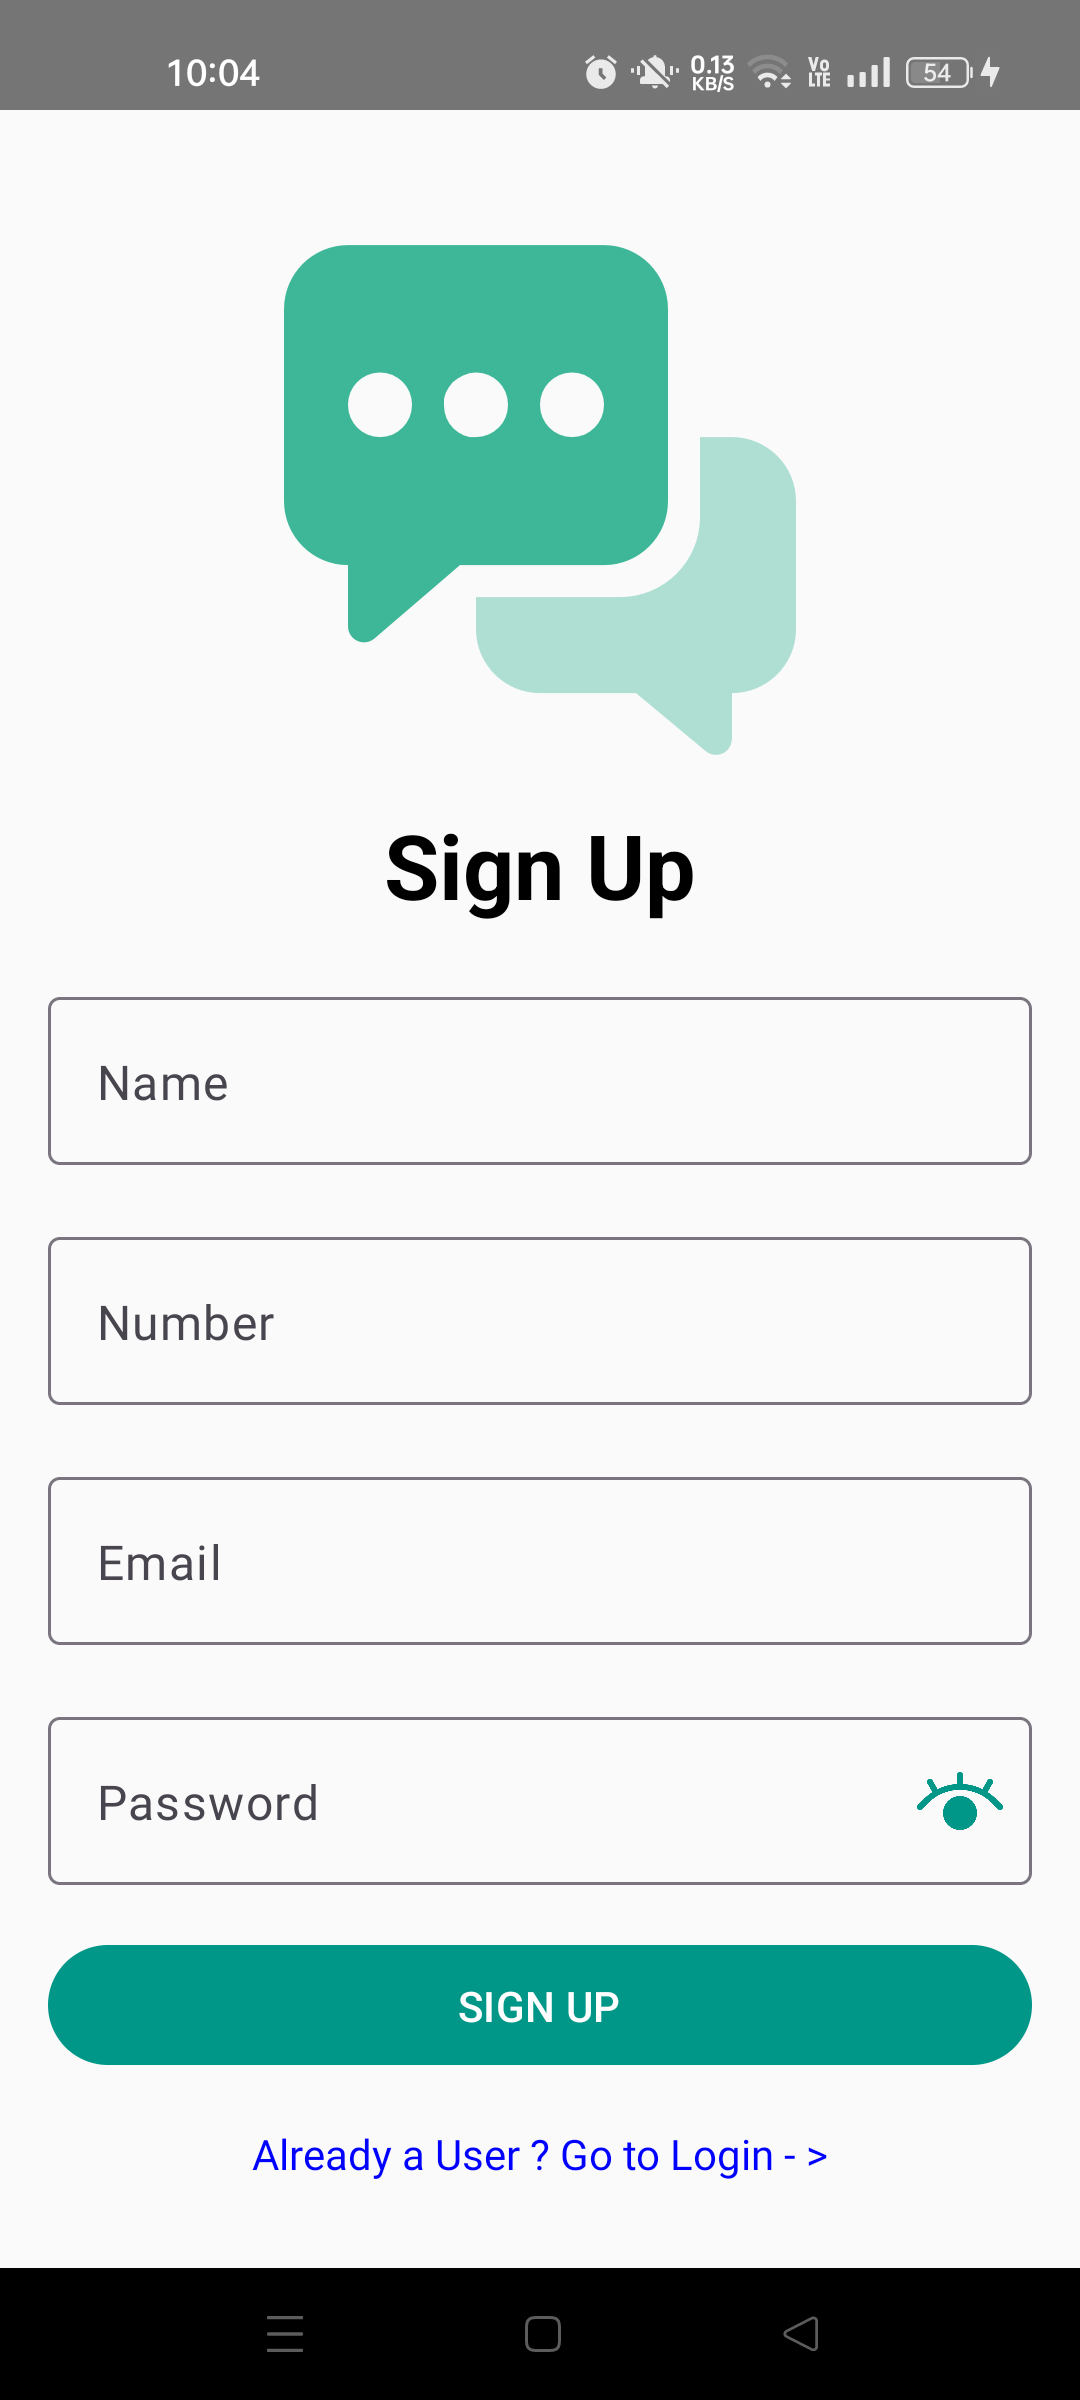 10:04
0.13
KB/S
Vo
LTE
54
Sign Up
Name
Number
Email
Password
SIGN UP
Already a User ? Go to Login - >